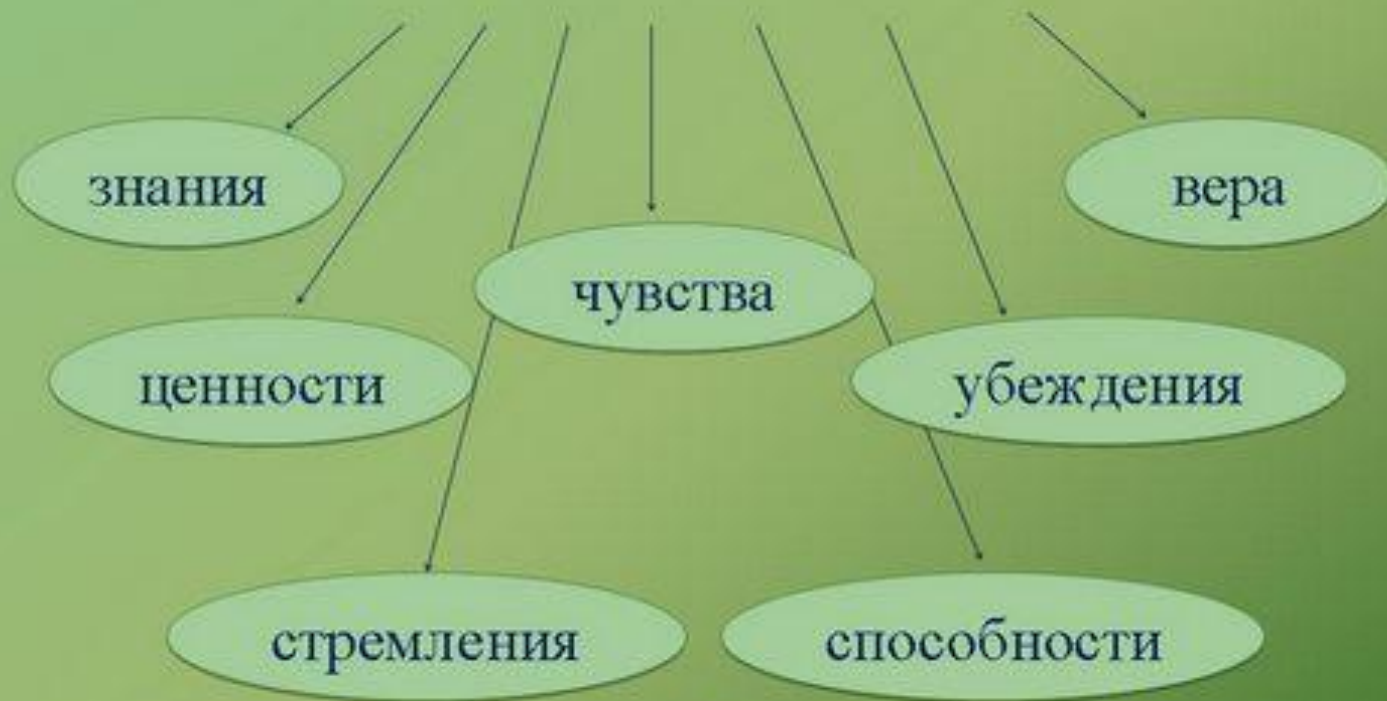 знания
вера
чувства
ценности
убеждения
стремления
способности